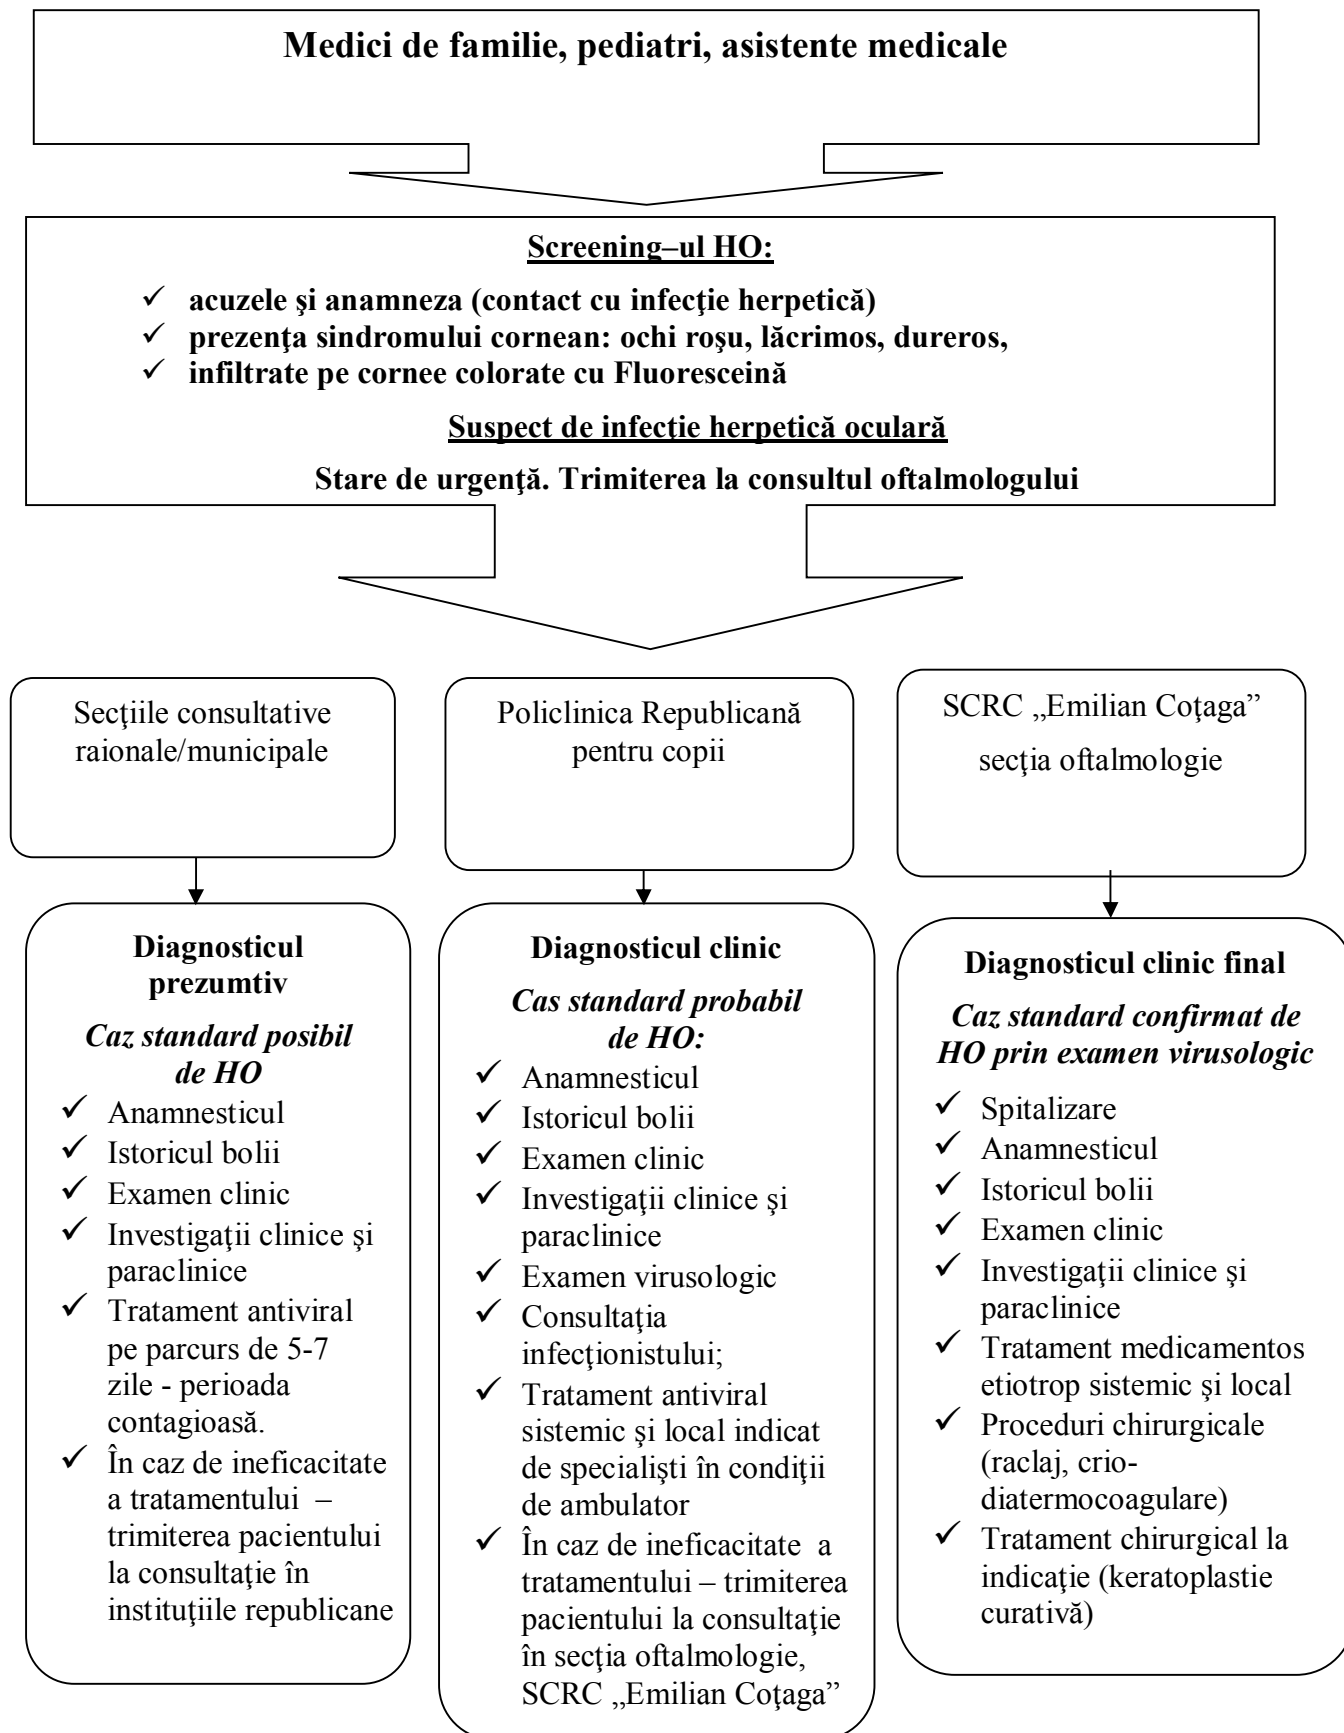 Medici de familie, pediatri, asistente medicale
Screening–ul HO:
✓ acuzele şi anamneza (contact cu infecţie herpetică)
✓ prezenţa sindromului cornean: ochi roşu, lăcrimos, dureros,
✓ infiltrate pe cornee colorate cu Fluoresceină
Suspect de infecţie herpetică oculară
Stare de urgenţă. Trimiterea la consultul oftalmologului
Secţiile consultative
raionale/municipale
Policlinica Republicană
pentru copii
SCRC „Emilian Coţaga”
secţia oftalmologie
Diagnosticul
prezumtiv
Caz standard posibil
de HO
✓ Anamnesticul
✓ Istoricul bolii
✓ Examen clinic
✓ Investigaţii clinice şi
paraclinice
✓ Tratament antiviral
pe parcurs de 5-7
zile - perioada
contagioasă.
✓ În caz de ineficacitate
a tratamentului –
trimiterea pacientului
la consultaţie în
instituţiile republicane
Diagnosticul clinic
Cas standard probabil
de HO:
✓ Anamnesticul
✓ Istoricul bolii
✓ Examen clinic
✓ Investigaţii clinice şi
paraclinice
✓ Examen virusologic
✓ Consultaţia
infecţionistului;
✓ Tratament antiviral
sistemic şi local indicat
de specialişti în condiţii
de ambulator
✓ În caz de ineficacitate a
tratamentului – trimiterea
pacientului la consultaţie
în secţia oftalmologie,
SCRC „Emilian Coţaga”
Diagnosticul clinic final
Caz standard confirmat de
HO prin examen virusologic
✓ Spitalizare
✓ Anamnesticul
✓ Istoricul bolii
✓ Examen clinic
✓ Investigaţii clinice şi
paraclinice
✓ Tratament medicamentos
etiotrop sistemic şi local
✓ Proceduri chirurgicale
(raclaj, crio-
diatermocoagulare)
✓ Tratament chirurgical la
indicaţie (keratoplastie
curativă)